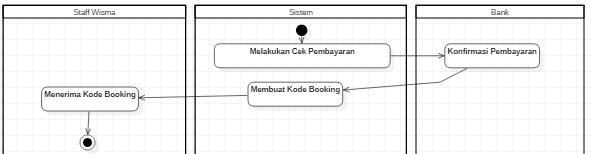 Staff Wisma
Sistem
Bank
Melakukan Cek Pembayaran
Konfirmasi Pembayaran
Membuat Kode Booking
Menerima Kode Booking